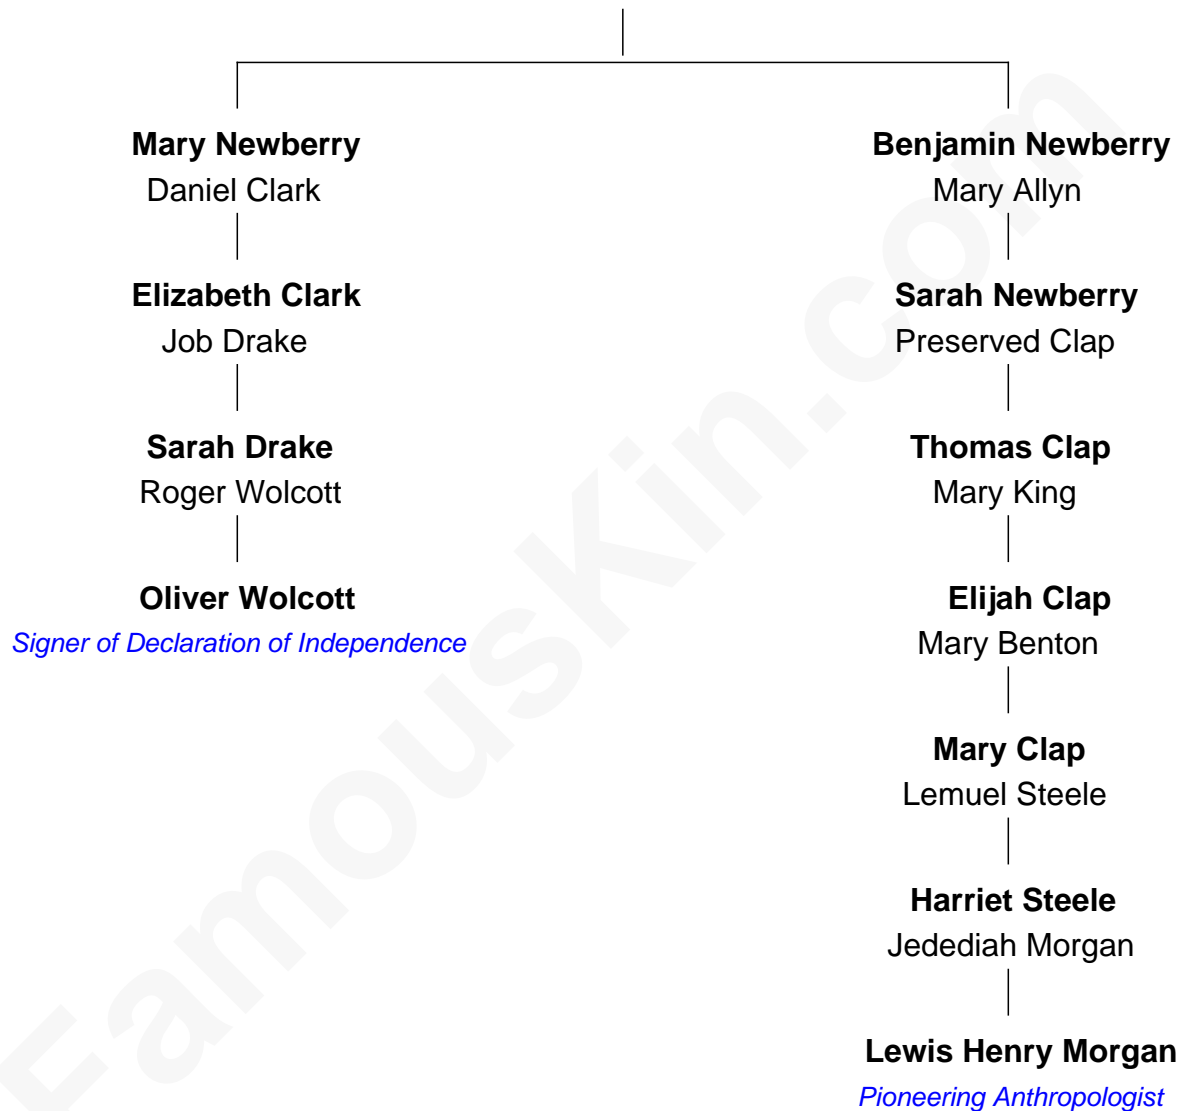 Mary Newberry
Daniel Clark
Elizabeth Clark
Job Drake
Sarah Drake
Roger Wolcott
Oliver Wolcott
Signer of Declaration of Independence
Benjamin Newberry
Mary Allyn
Sarah Newberry
Preserved Clap
Thomas Clap
Mary King
Elijah Clap
Mary Benton
Mary Clap
Lemuel Steele
Harriet Steele
Jedediah Morgan
Lewis Henry Morgan
Pioneering Anthropologist
FamousKin.com